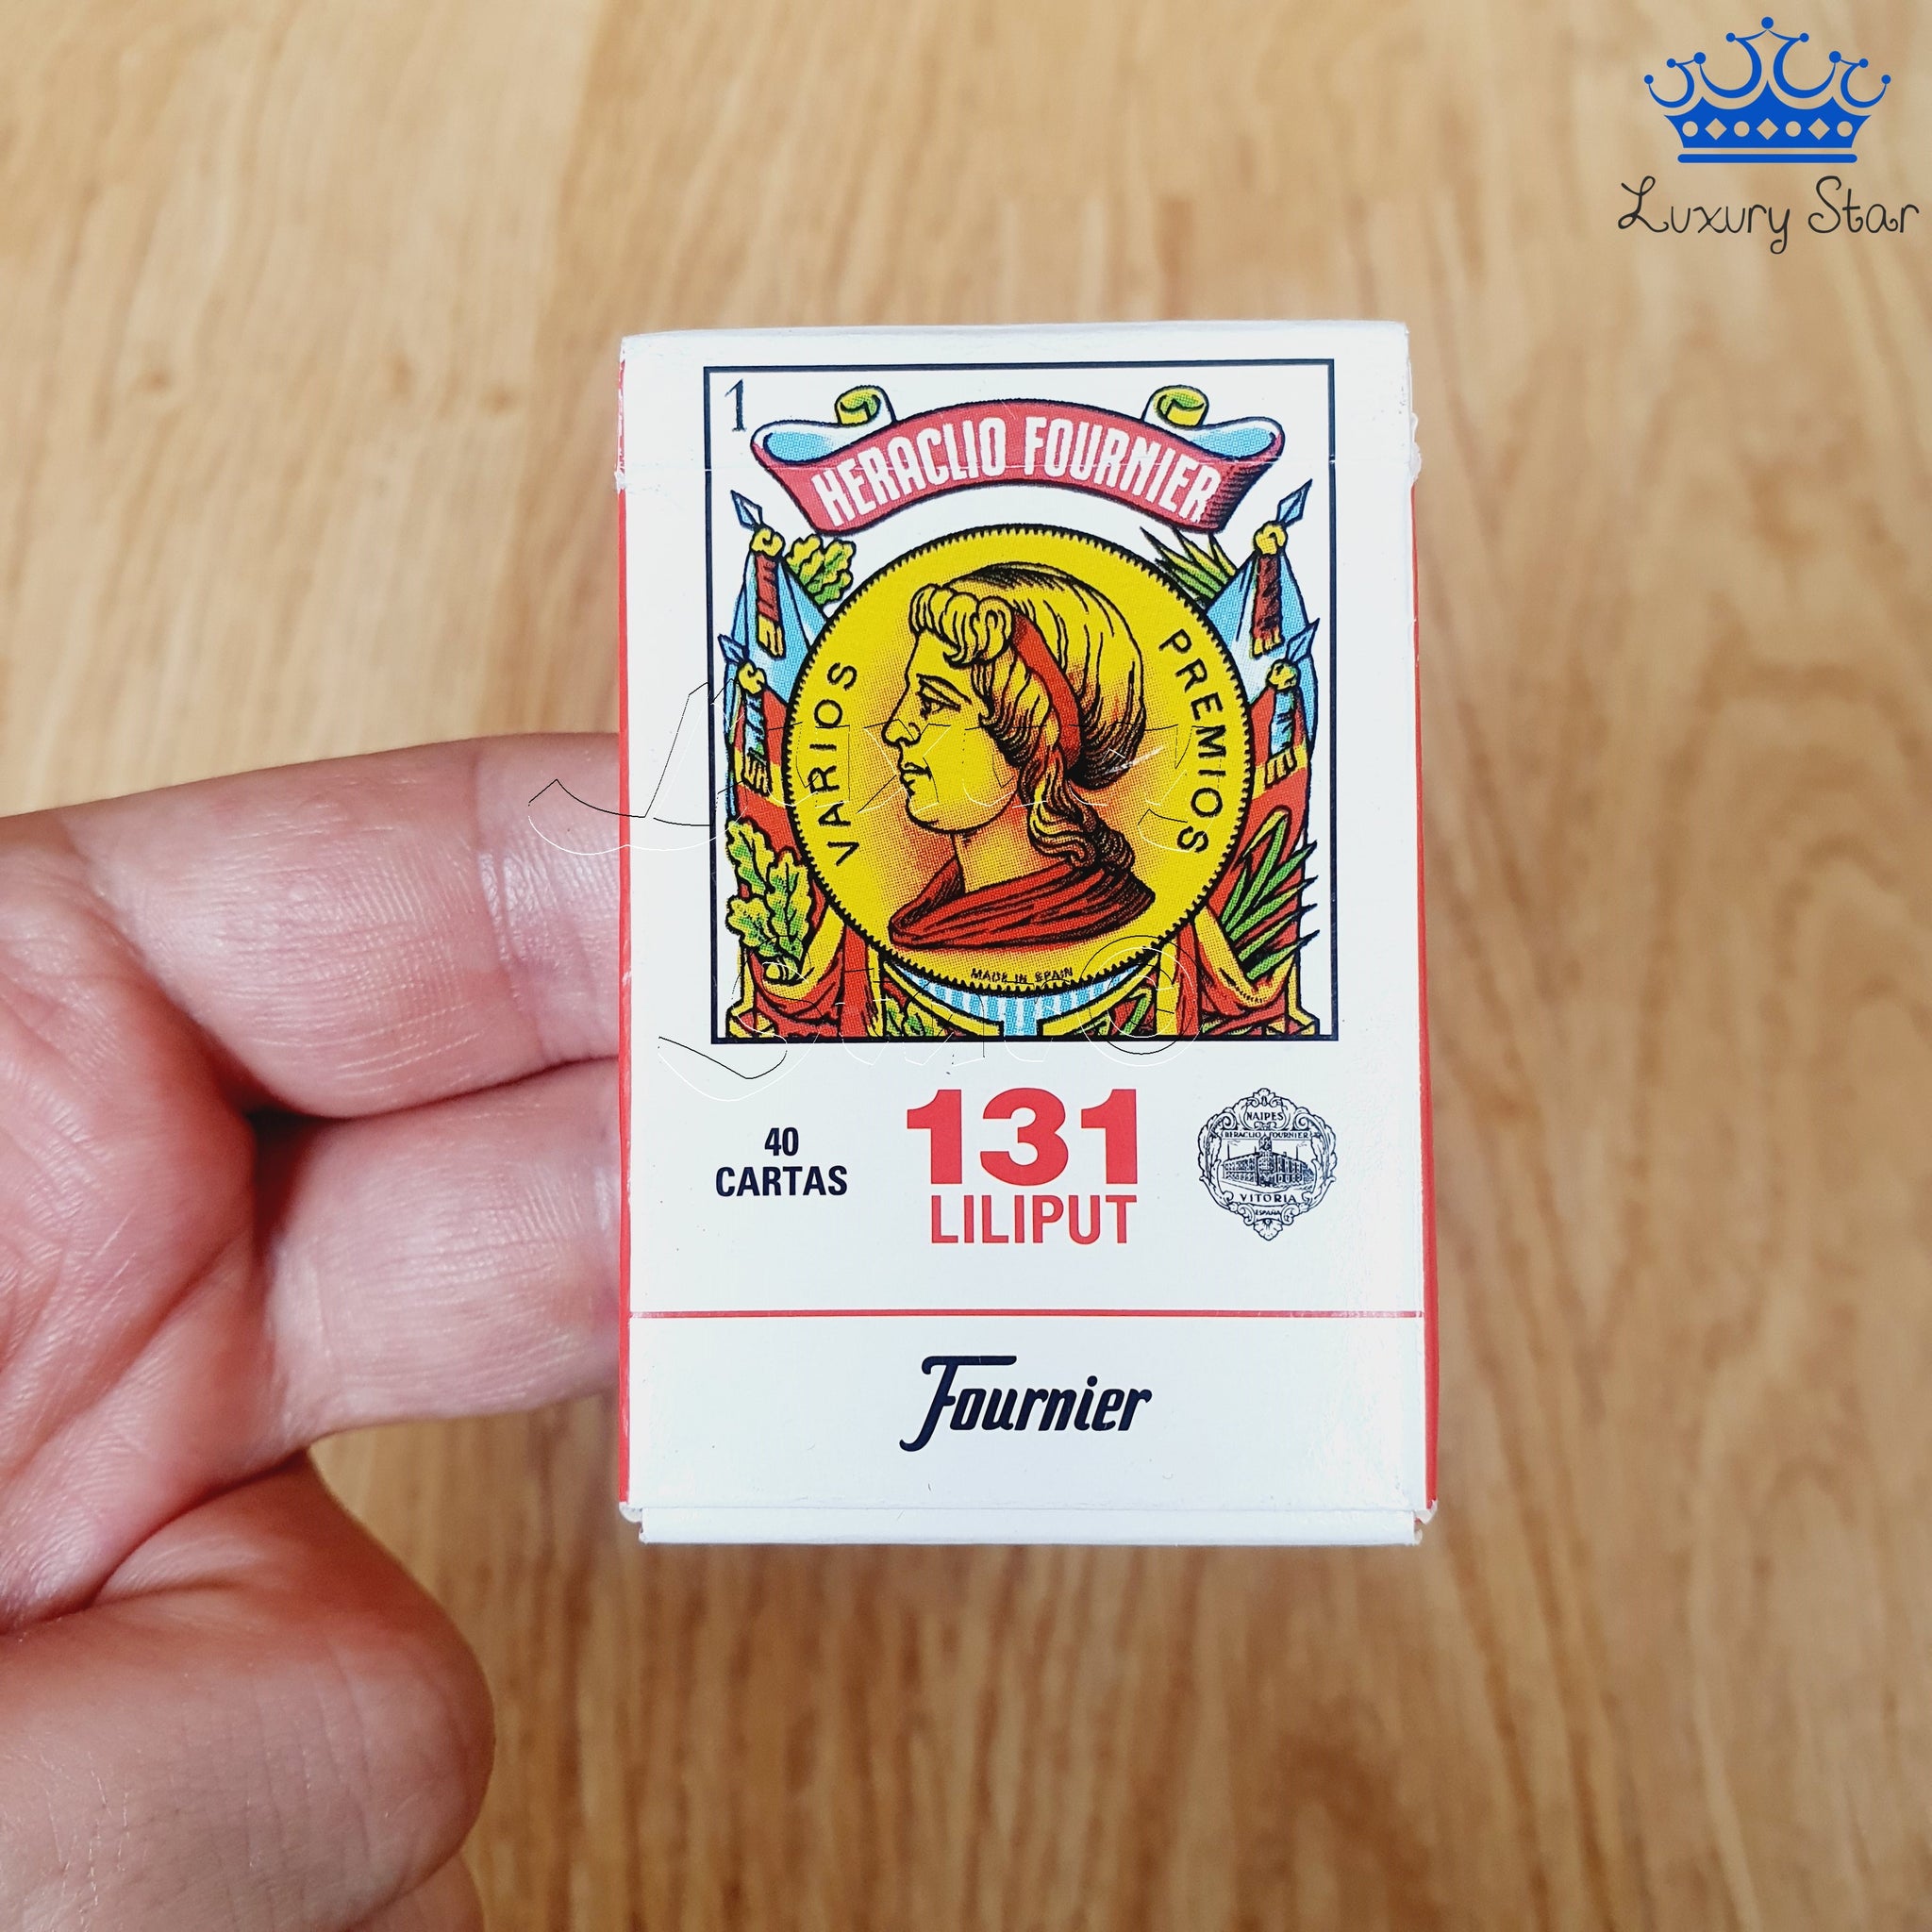 Luxury Star
1
HERACLIO FOURNIER
VARIOS
PREMIOS
MADE IN SPAIN
40
CARTAS
131
LILIPUT
NAIPES
HERACLIO FOURNIER
VITORIA
ESPAÑA
Fournier